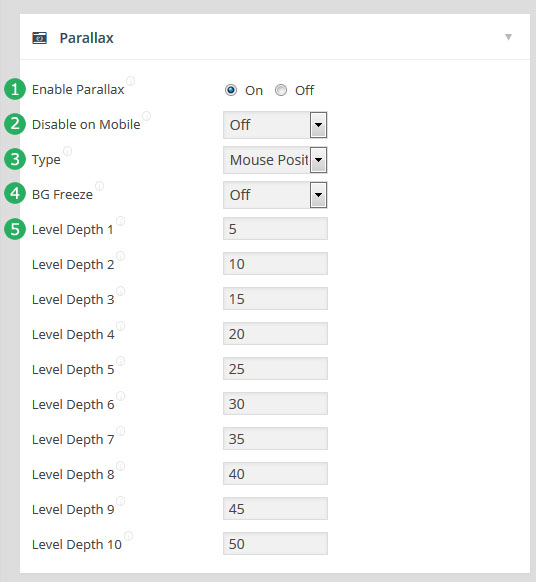 Parallax
1 Enable Parallax On Off
2 Disable on Mobile Off
3 Type Mouse Posit
4 BG Freeze Off
5 Level Depth 1 5
Level Depth 2 10
Level Depth 3 15
Level Depth 4 20
Level Depth 5 25
Level Depth 6 30
Level Depth 7 35
Level Depth 8 40
Level Depth 9 45
Level Depth 10 50